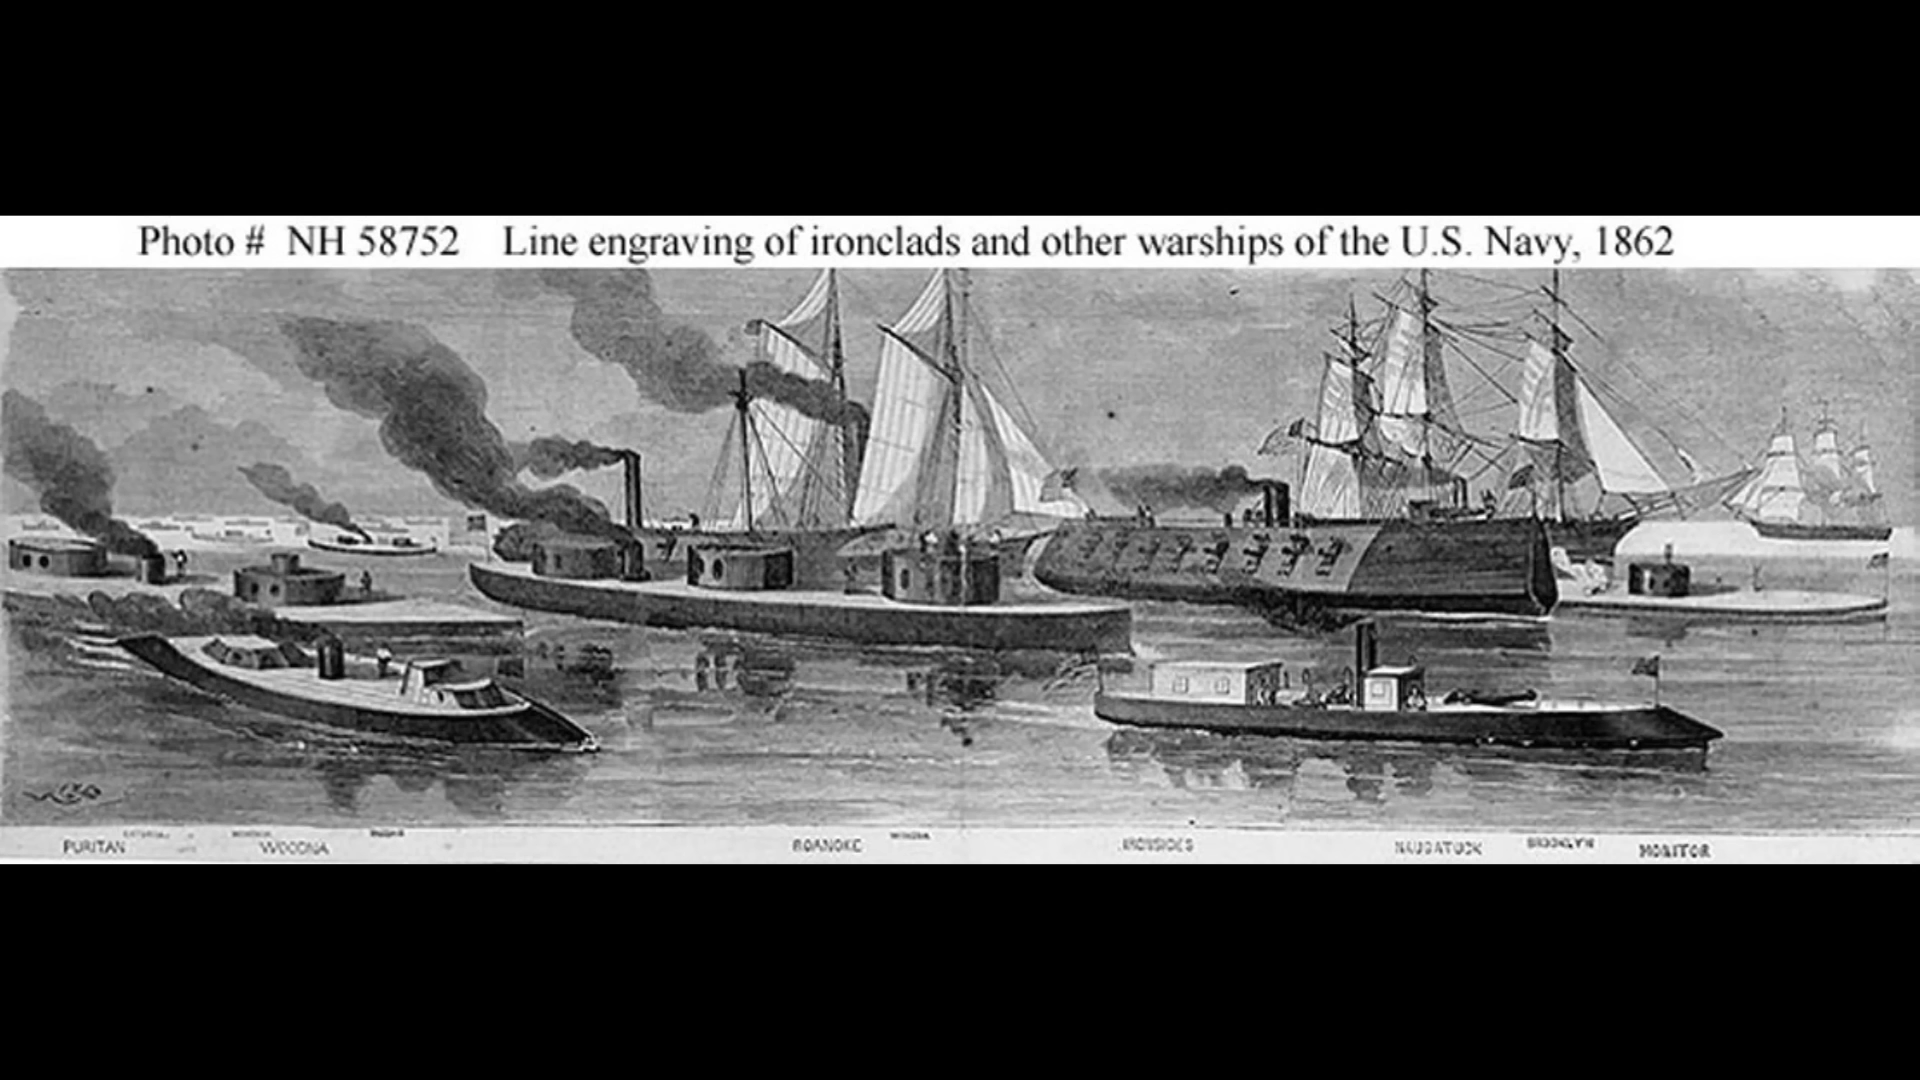 Photo # NH 58752 Line engraving of ironclads and other warships of the U.S. Navy, 1862
PURITAN WOODNA ROANOKE IRONSIDES NAUGATUCK BROOKLYN MONITOR